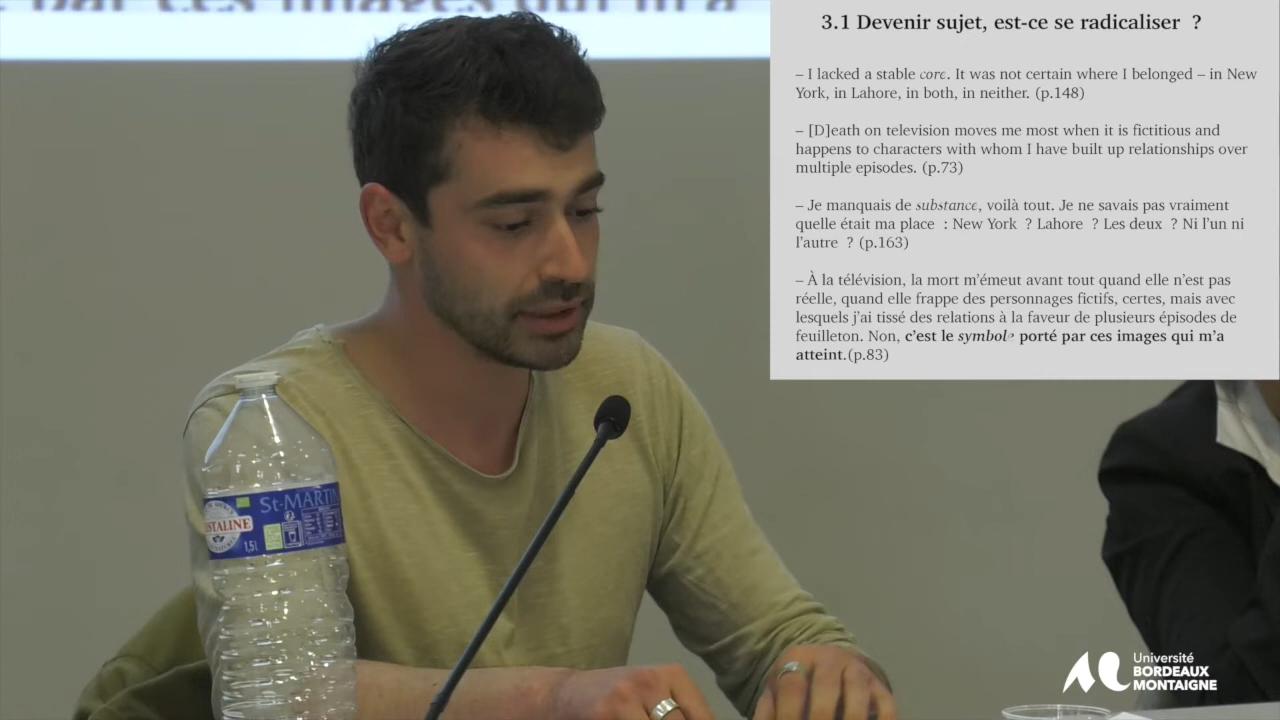 3.1 Devenir sujet, est-ce se radicaliser ?
– I lacked a stable core. It was not certain where I belonged – in New
York, in Lahore, in both, in neither. (p.148)
– [D]eath on television moves me most when it is fictitious and
happens to characters with whom I have built up relationships over
multiple episodes. (p.73)
– Je manquais de substance, voilà tout. Je ne savais pas vraiment
quelle était ma place : New York ? Lahore ? Les deux ? Ni l'un ni
l'autre ? (p.163)
– À la télévision, la mort m'émeut avant tout quand elle n'est pas
réelle, quand elle frappe des personnages fictifs, certes, mais avec
lesquels j'ai tissé des relations à la faveur de plusieurs épisodes de
feuilleton. Non, c'est le symbole porté par ces images qui m'a
atteint.(p.83)
St-MARTIN
STALINE
1,5l
Université
BORDEAUX
MONTAIGNE